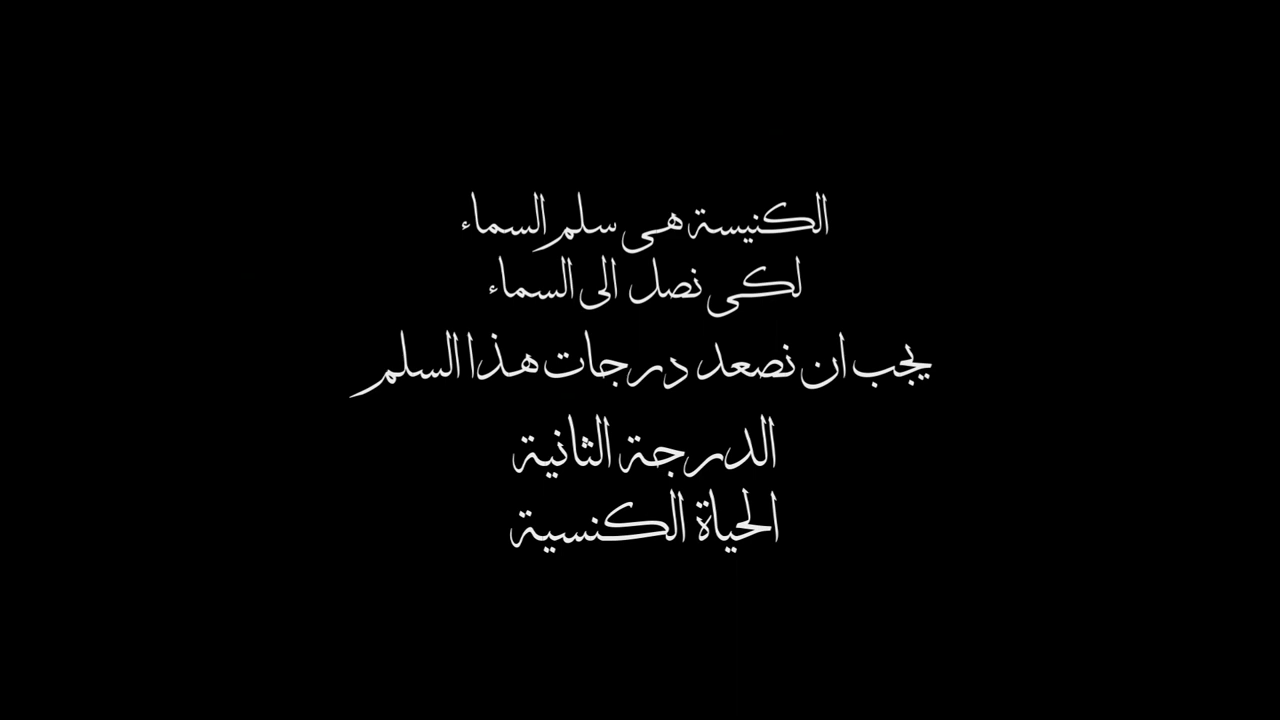 الكنيسة هى سلم السماء
لكى نصل الى السماء
يجب ان نصعد درجات هذا السلم
الدرجة الثانية
الحياة الكنسية